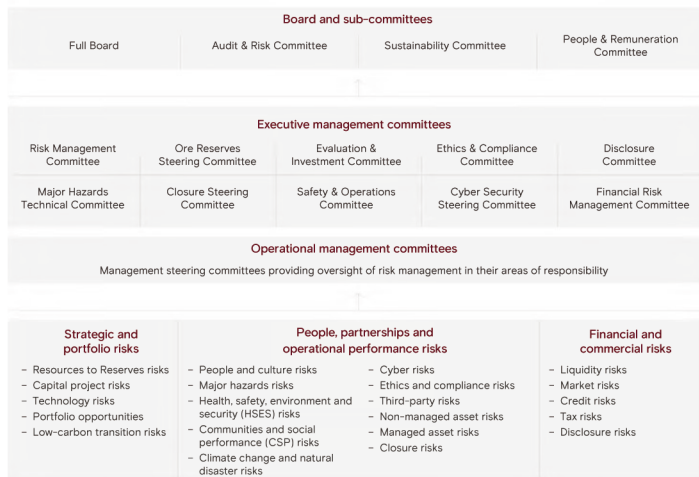 Board and sub-committees
Full Board
Audit & Risk Committee
Sustainability Committee
People & Remuneration
Committee
Executive management committees
Risk Management
Committee
Ore Reserves
Steering Committee
Evaluation &
Investment Committee
Ethics & Compliance
Committee
Disclosure
Committee
Major Hazards
Technical Committee
Closure Steering
Committee
Safety & Operations
Committee
Cyber Security
Steering Committee
Financial Risk
Management Committee
Operational management committees
Management steering committees providing oversight of risk management in their areas of responsibility
Strategic and
portfolio risks
– Resources to Reserves risks
– Capital project risks
– Technology risks
– Portfolio opportunities
– Low-carbon transition risks
People, partnerships and
operational performance risks
– People and culture risks
– Major hazards risks
– Health, safety, environment and
security (HSES) risks
– Communities and social
performance (CSP) risks
– Climate change and natural
disaster risks
– Cyber risks
– Ethics and compliance risks
– Third-party risks
– Non-managed asset risks
– Managed asset risks
– Closure risks
Financial and
commercial risks
– Liquidity risks
– Market risks
– Credit risks
– Tax risks
– Disclosure risks